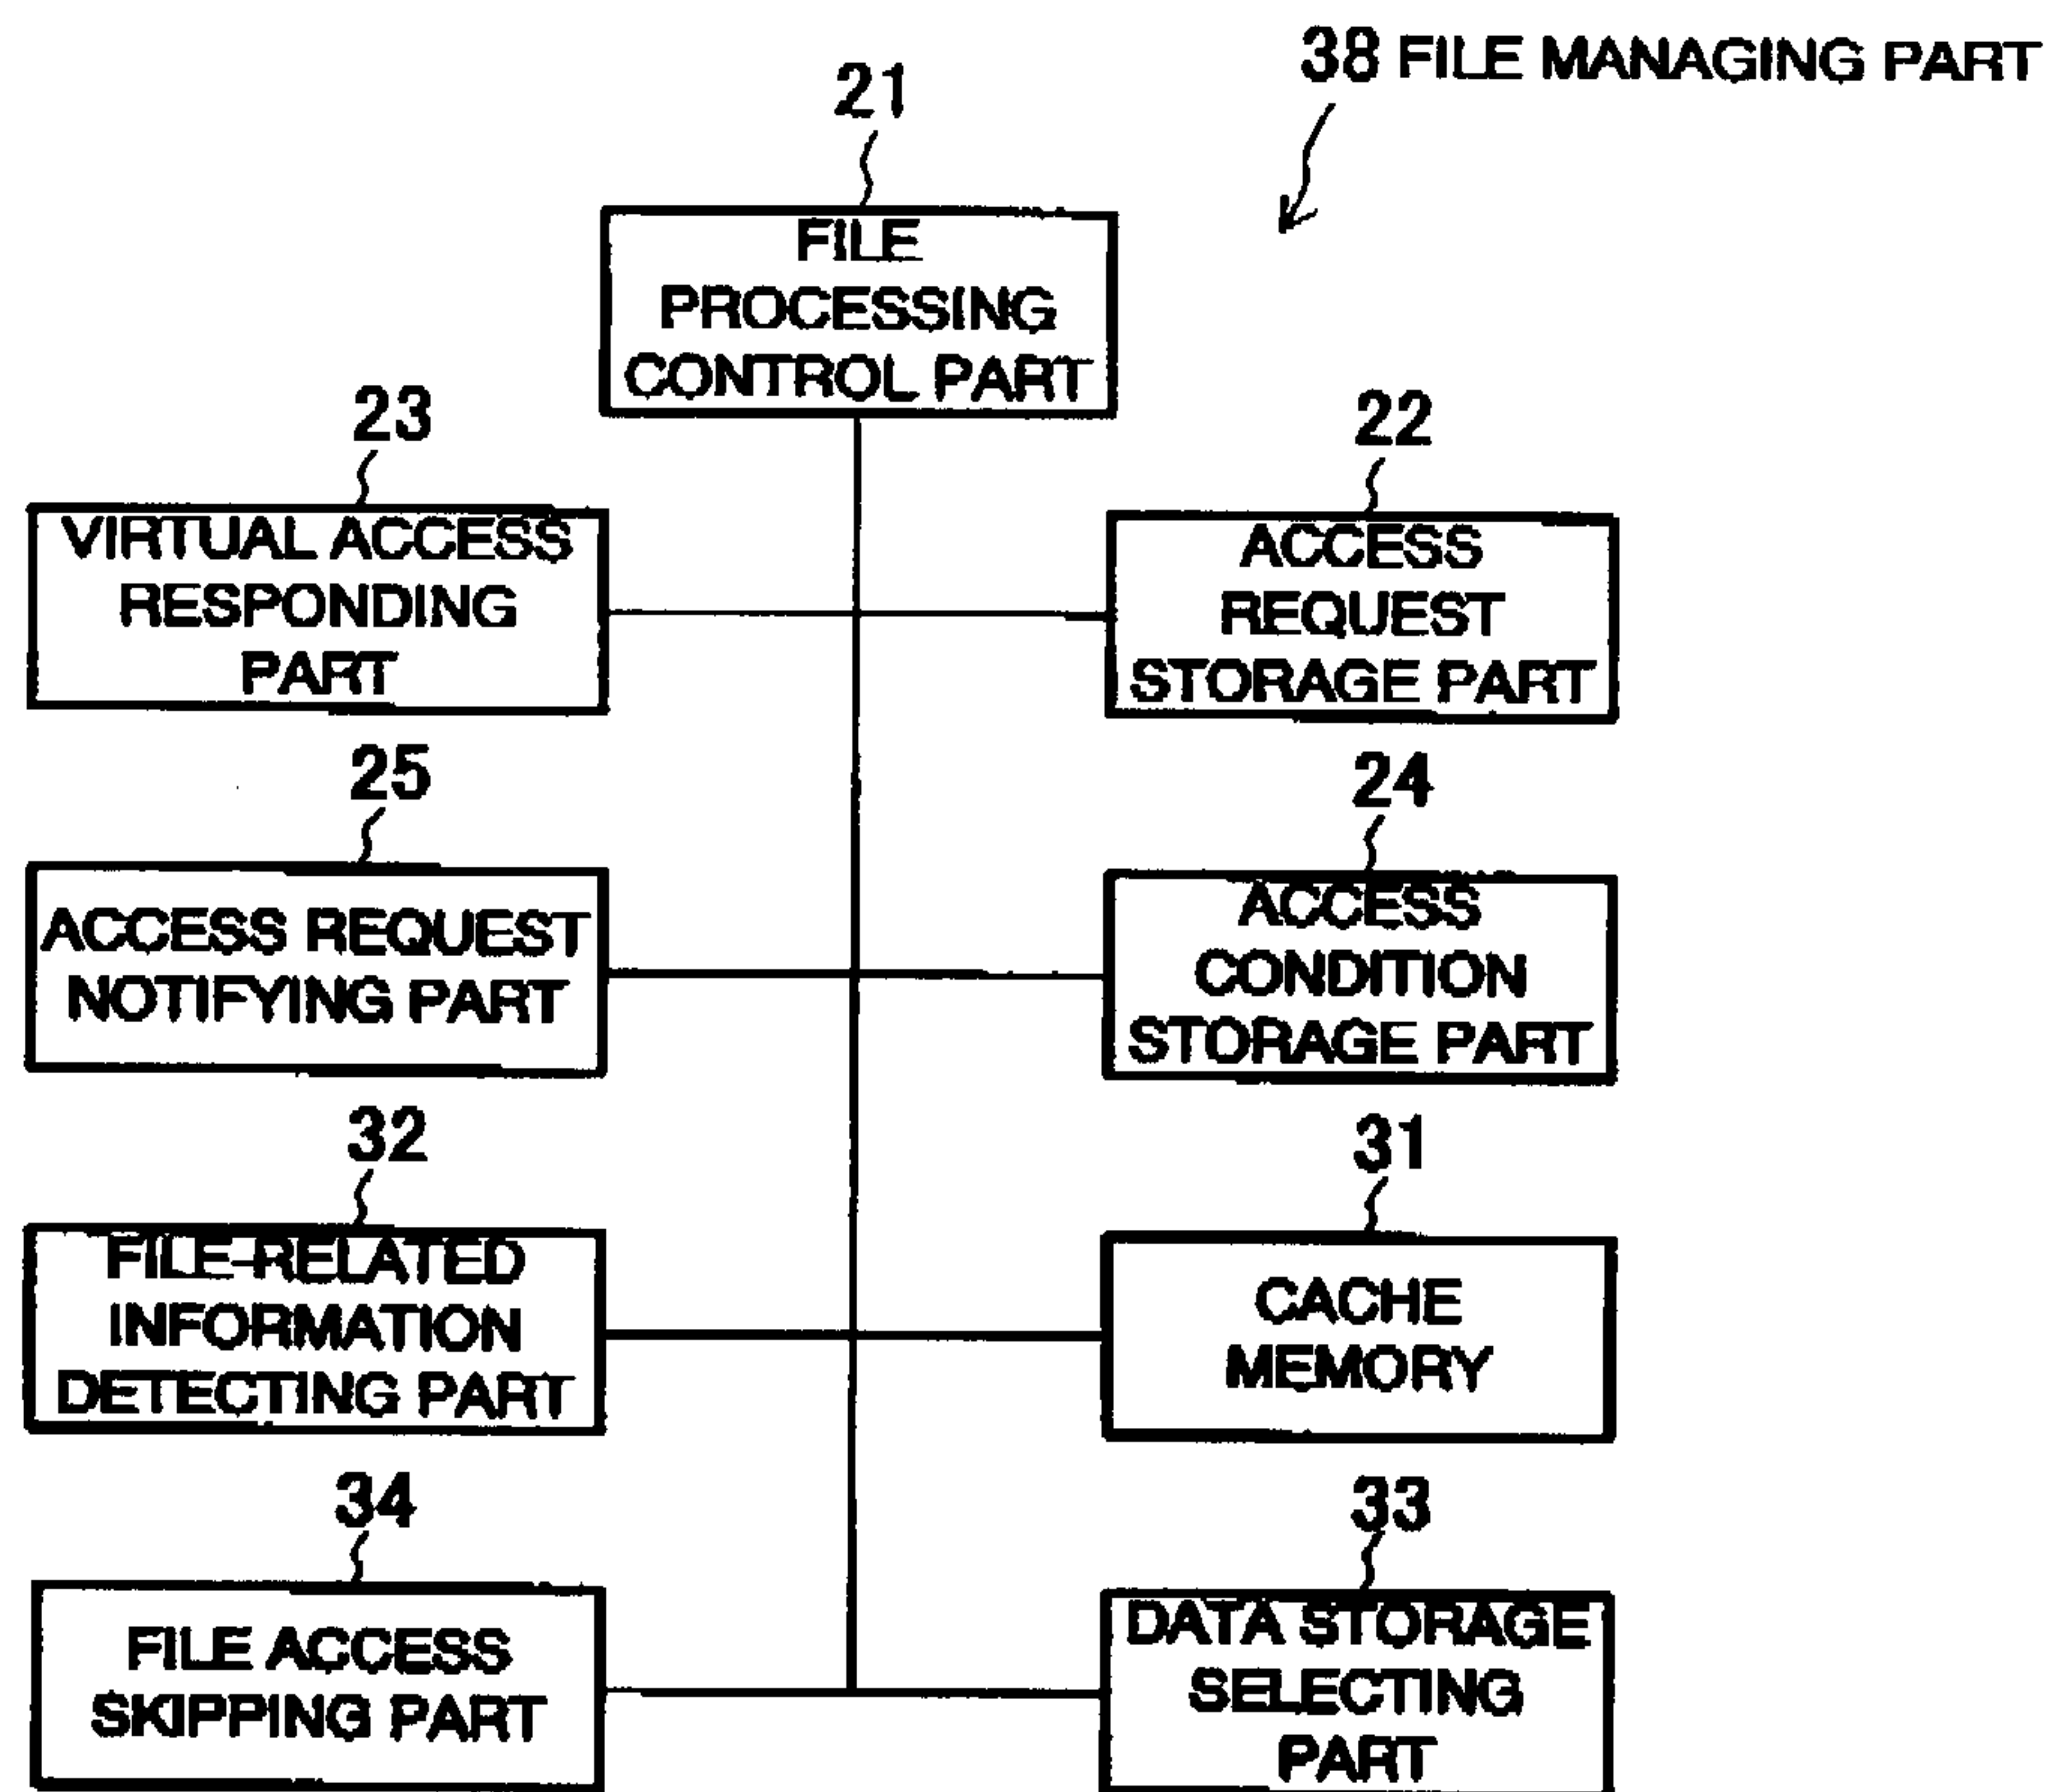 38 FILE MANAGING PART
21
FILE
PROCESSING
CONTROL PART
23
VIRTUAL ACCESS
RESPONDING
PART
22
ACCESS
REQUEST
STORAGE PART
25
ACCESS REQUEST
NOTIFYING PART
24
ACCESS
CONDITION
STORAGE PART
32
FILE-RELATED
INFORMATION
DETECTING PART
31
CACHE
MEMORY
34
FILE ACCESS
SKIPPING PART
33
DATA STORAGE
SELECTING
PART